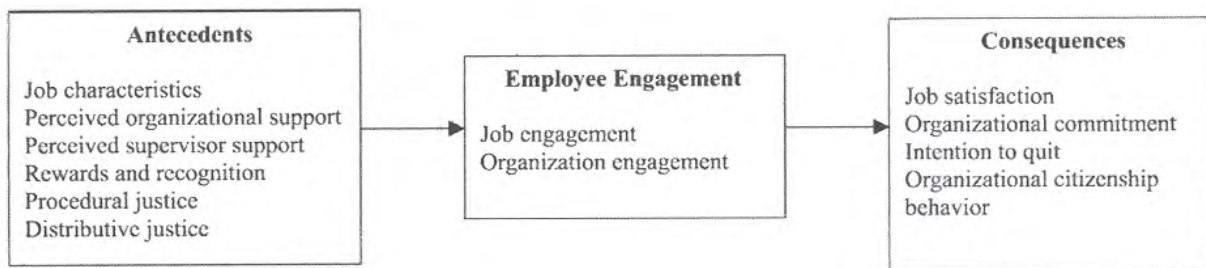 Antecedents
Job characteristics
Perceived organizational support
Perceived supervisor support
Rewards and recognition
Procedural justice
Distributive justice
Employee Engagement
Job engagement
Organization engagement
Consequences
Job satisfaction
Organizational commitment
Intention to quit
Organizational citizenship
behavior